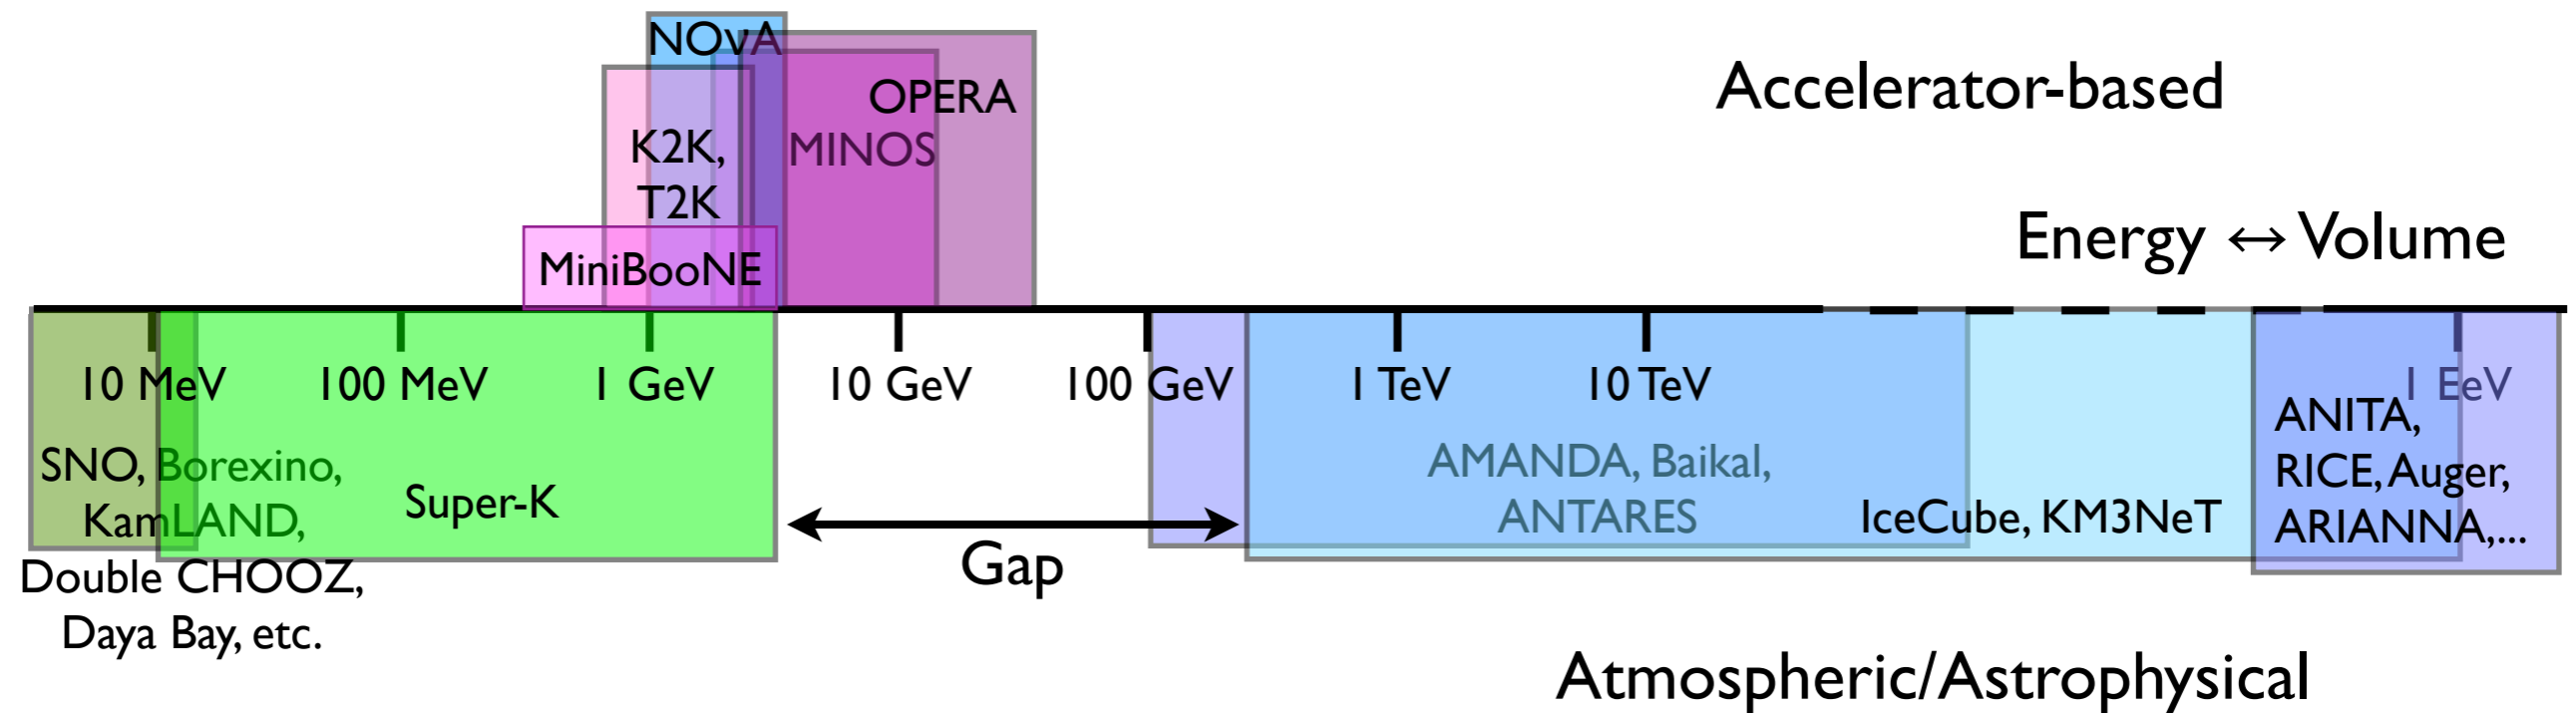 NOνA
OPERA
Accelerator-based
K2K,
T2K
MINOS
Energy ↔ Volume
MiniBooNE
10 MeV
100 MeV
1 GeV
10 GeV
100 GeV
1 TeV
10 TeV
1 EeV
SNO, Borexino,
KamLAND,
Double CHOOZ,
Daya Bay, etc.
Super-K
Gap
AMANDA, Baikal,
ANTARES
IceCube, KM3NeT
ANITA,
RICE, Auger,
ARIANNA,...
Atmospheric/Astrophysical